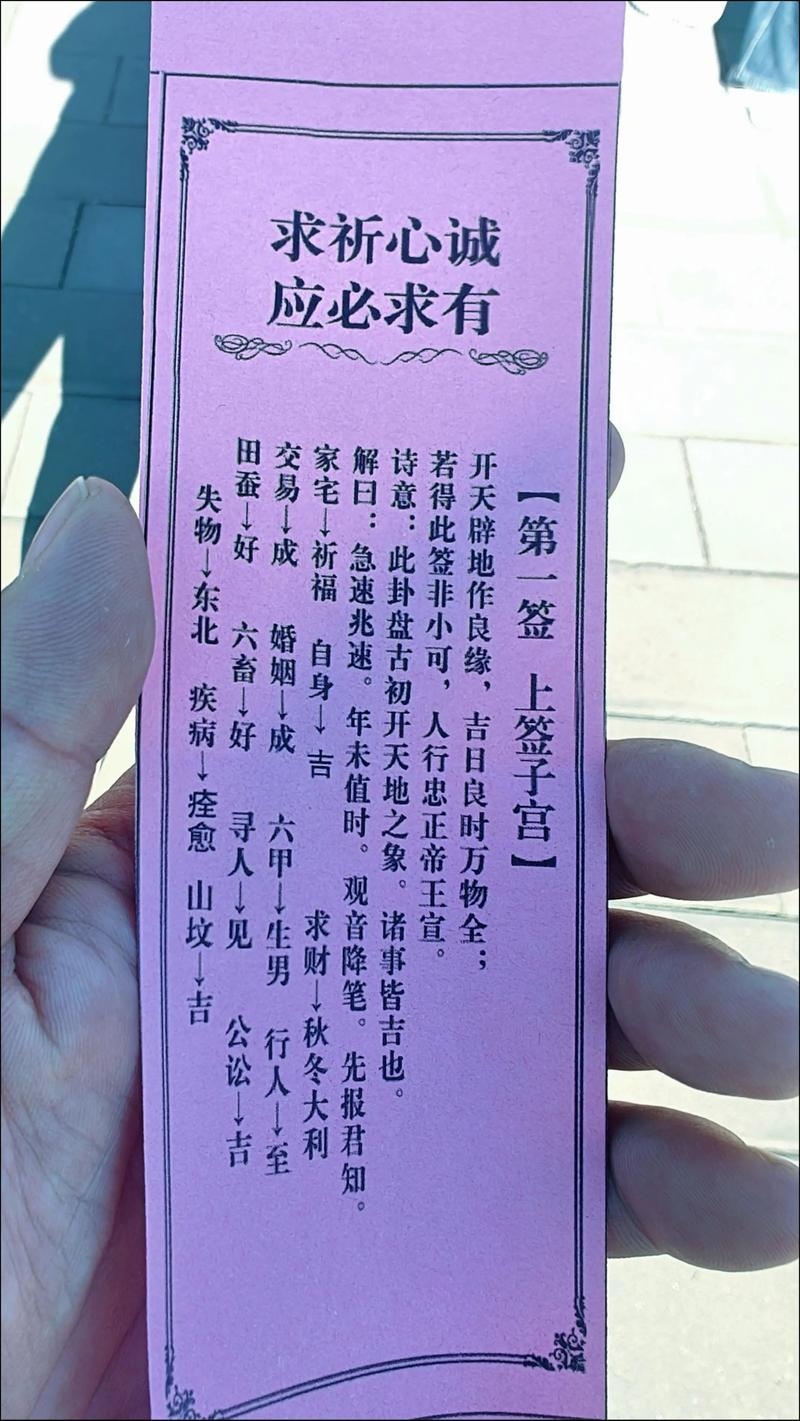 求祈心诚
应必求有
【第一签 上签子宫】
开天辟地作良缘，吉日良时万物全；
若得此签非小可，人行忠正帝王宣。
诗意：此卦盘古初开天地之象。诸事皆吉也。
解曰：急速兆速。年未值时。观音降笔。先报君知。
家宅→祈福 自身→吉 求财→秋冬大利
交易→成 婚姻→成 六甲→生男 行人→至
田蚕→好 六畜→好 寻人→见 公讼→吉
失物→东北 疾病→痊愈 山坟→吉